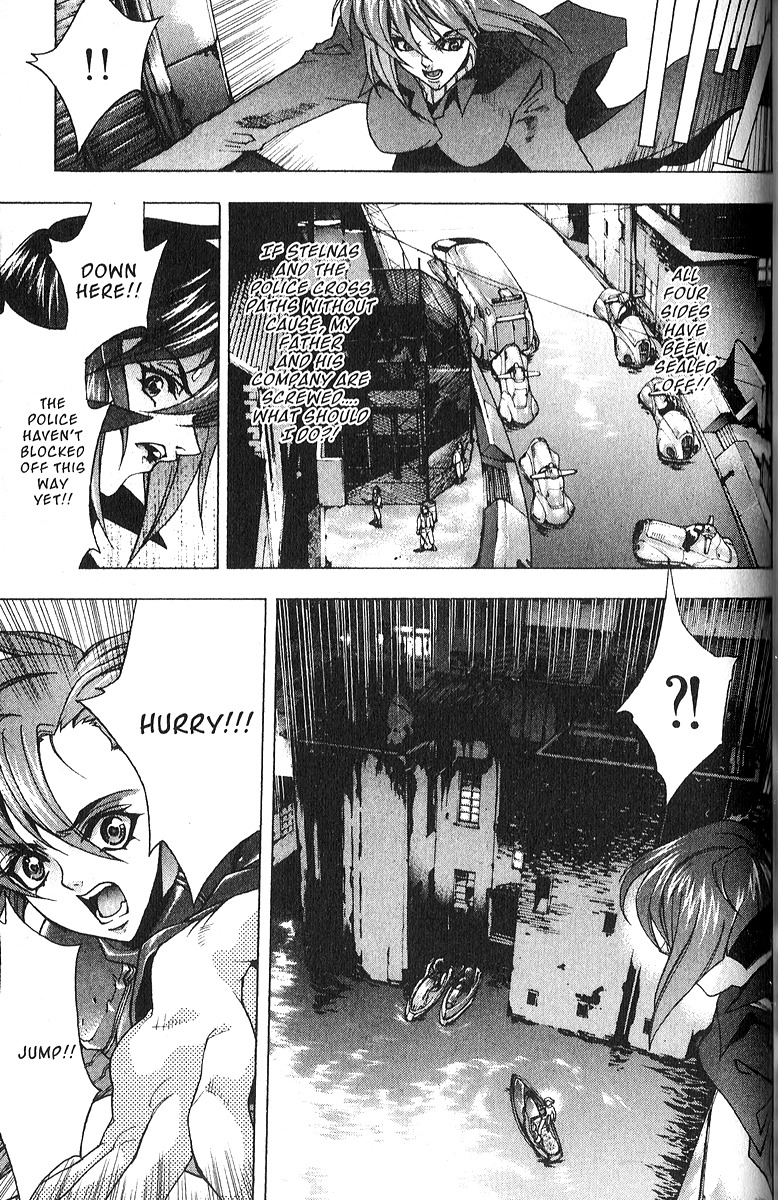 !!
ALL
FOUR
SIDES
HAVE
BEEN
SEALED
OFF!!
IF STELNAS
AND THE
POLICE CROSS
PATHS WITHOUT
CAUSE, MY
FATHER
AND HIS
COMPANY ARE
SCREWED....
WHAT SHOULD
I DO?!
DOWN
HERE!!
THE
POLICE
HAVEN'T
BLOCKED
OFF THIS
WAY
YET!!
?!
HURRY!!!
JUMP!!